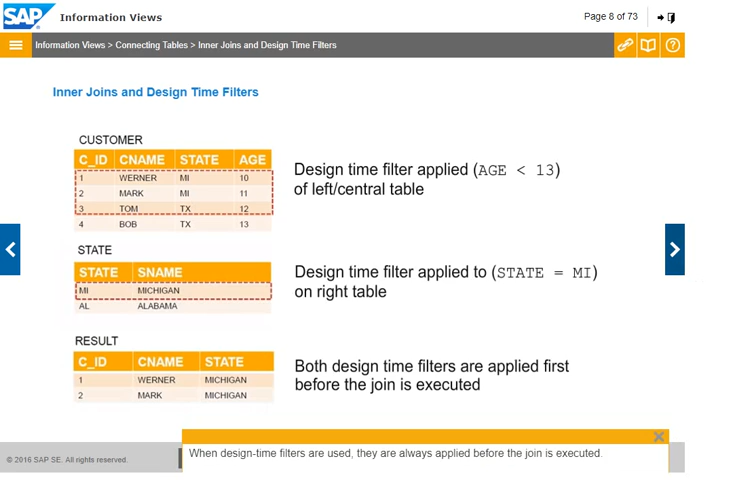 SAP
Information Views
Page 8 of 73
Information Views > Connecting Tables > Inner Joins and Design Time Filters
Inner Joins and Design Time Filters
CUSTOMER
C_ID CNAME STATE AGE
1 WERNER MI 10
2 MARK MI 11
3 TOM TX 12
4 BOB TX 13
Design time filter applied (AGE < 13)
of left/central table
STATE
STATE SNAME
MI MICHIGAN
AL ALABAMA
Design time filter applied to (STATE = MI)
on right table
RESULT
C_ID CNAME STATE
1 WERNER MICHIGAN
2 MARK MICHIGAN
Both design time filters are applied first
before the join is executed
When design-time filters are used, they are always applied before the join is executed.
© 2016 SAP SE. All rights reserved.